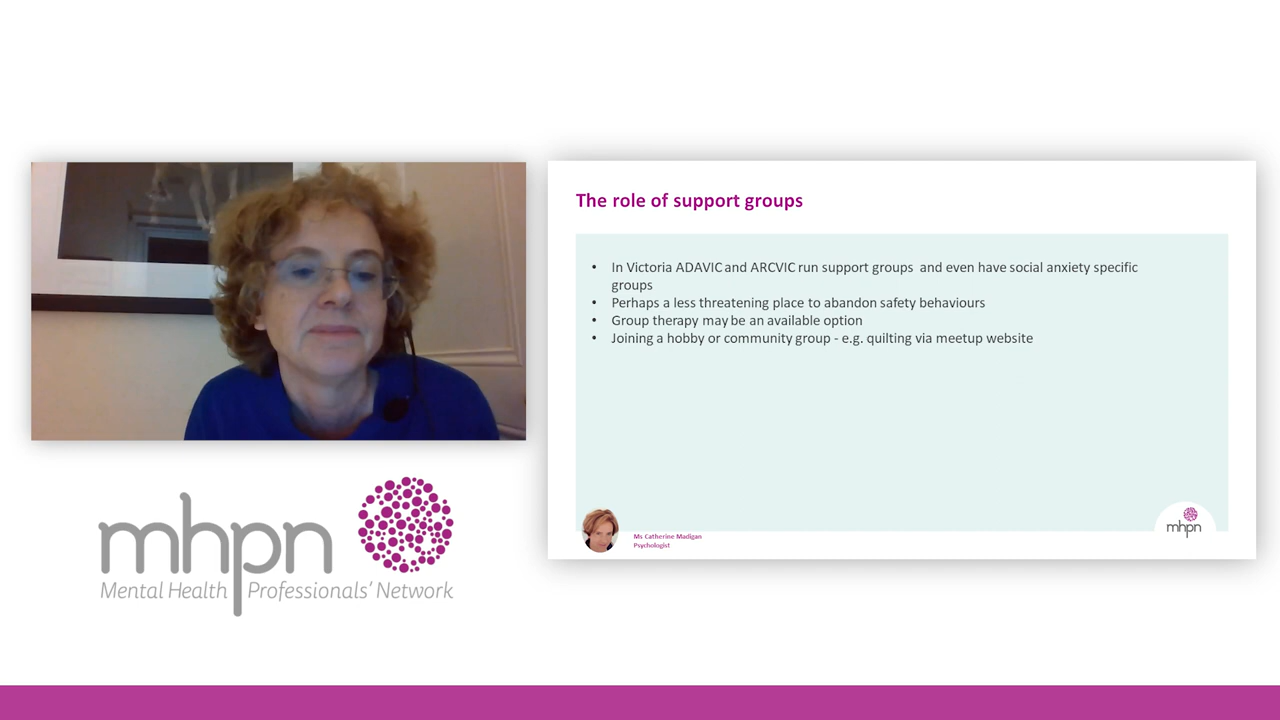 The role of support groups
• In Victoria ADAVIC and ARCVIC run support groups and even have social anxiety specific
groups
• Perhaps a less threatening place to abandon safety behaviours
• Group therapy may be an available option
• Joining a hobby or community group - e.g. quilting via meetup website
Ms Catherine Madigan
Psychologist
mhpn
mhpn
Mental Health Professionals' Network